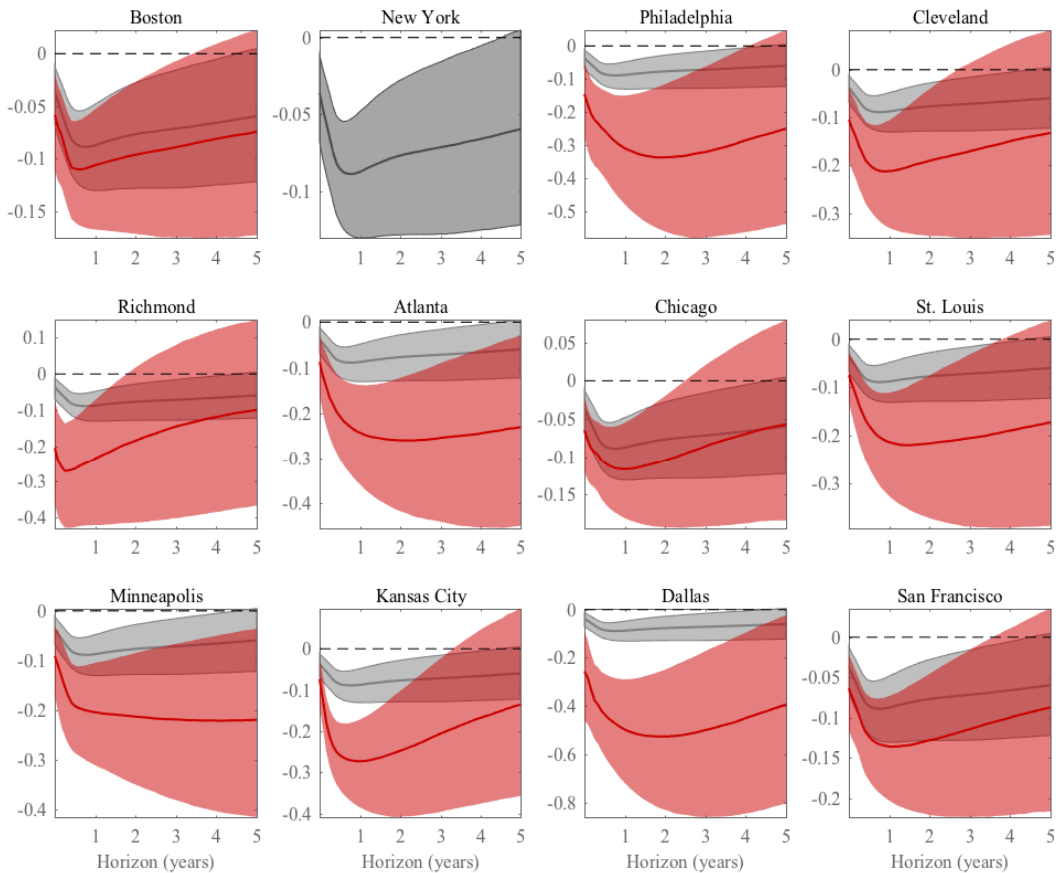 Boston
0
-0.05
-0.1
-0.15
1 2 3 4 5
New York
0
-0.05
-0.1
1 2 3 4 5
Philadelphia
0
-0.1
-0.2
-0.3
-0.4
-0.5
1 2 3 4 5
Cleveland
0
-0.1
-0.2
-0.3
1 2 3 4 5
Richmond
0.1
0
-0.1
-0.2
-0.3
-0.4
1 2 3 4 5
Atlanta
0
-0.1
-0.2
-0.3
-0.4
1 2 3 4 5
Chicago
0.05
0
-0.05
-0.1
-0.15
1 2 3 4 5
St. Louis
0
-0.1
-0.2
-0.3
1 2 3 4 5
Minneapolis
0
-0.1
-0.2
-0.3
-0.4
1 2 3 4 5
Horizon (years)
Kansas City
0
-0.1
-0.2
-0.3
-0.4
1 2 3 4 5
Horizon (years)
Dallas
0
-0.2
-0.4
-0.6
-0.8
1 2 3 4 5
Horizon (years)
San Francisco
0
-0.05
-0.1
-0.15
-0.2
1 2 3 4 5
Horizon (years)